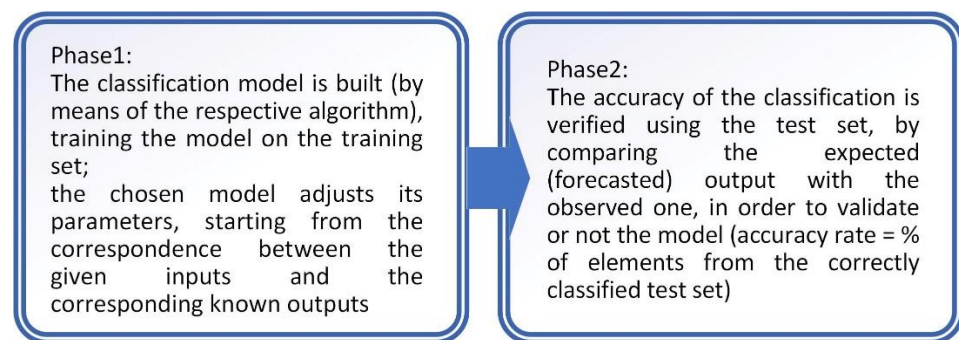 Phase1:
The classification model is built (by
means of the respective algorithm),
training the model on the training
set;
the chosen model adjusts its
parameters, starting from the
correspondence between the
given inputs and the
corresponding known outputs
Phase2:
The accuracy of the classification is
verified using the test set, by
comparing the expected
(forecasted) output with the
observed one, in order to validate
or not the model (accuracy rate = %
of elements from the correctly
classified test set)